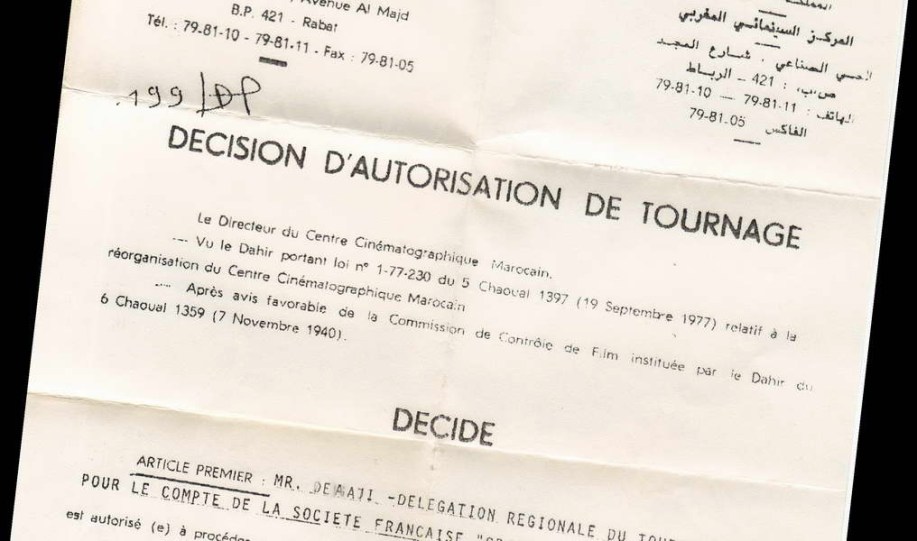 Avenue Al Majd
B.P. 421 - Rabat
Tél. : 79-81-10 - 79-81-11 - Fax : 79-81-05
المركز السينمائي المغربي
الحي الصناعي . شارع المجد
ص.ب. : 421 – الرباط
الهاتف : 79-81-11 — 79-81-10
الفاكس 79-81.05
199/DP
DECISION D'AUTORISATION DE TOURNAGE
Le Directeur du Centre Cinématographique Marocain,
— Vu le Dahir portant loi n° 1-77-230 du 5 Chaoual 1397 (19 Septembre 1977) relatif à la
réorganisation du Centre Cinématographique Marocain
— Après avis favorable de la Commission de Contrôle de Film instituée par le Dahir du
6 Chaoual 1359 (7 Novembre 1940).
DECIDE
ARTICLE PREMIER : MR. -DELEGATION REGIONALE DU
POUR LE COMPTE DE LA SOCIETE FRANCAISE
est autorisé (e) à